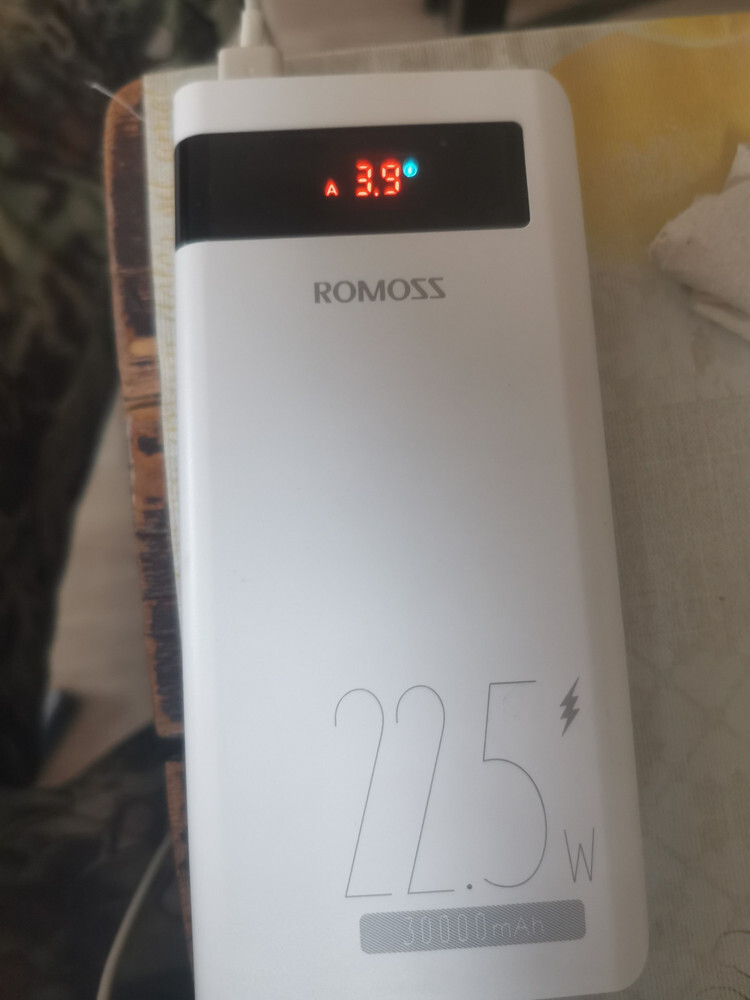 A 3.9
ROMOSS
22.5 W
30000mAh